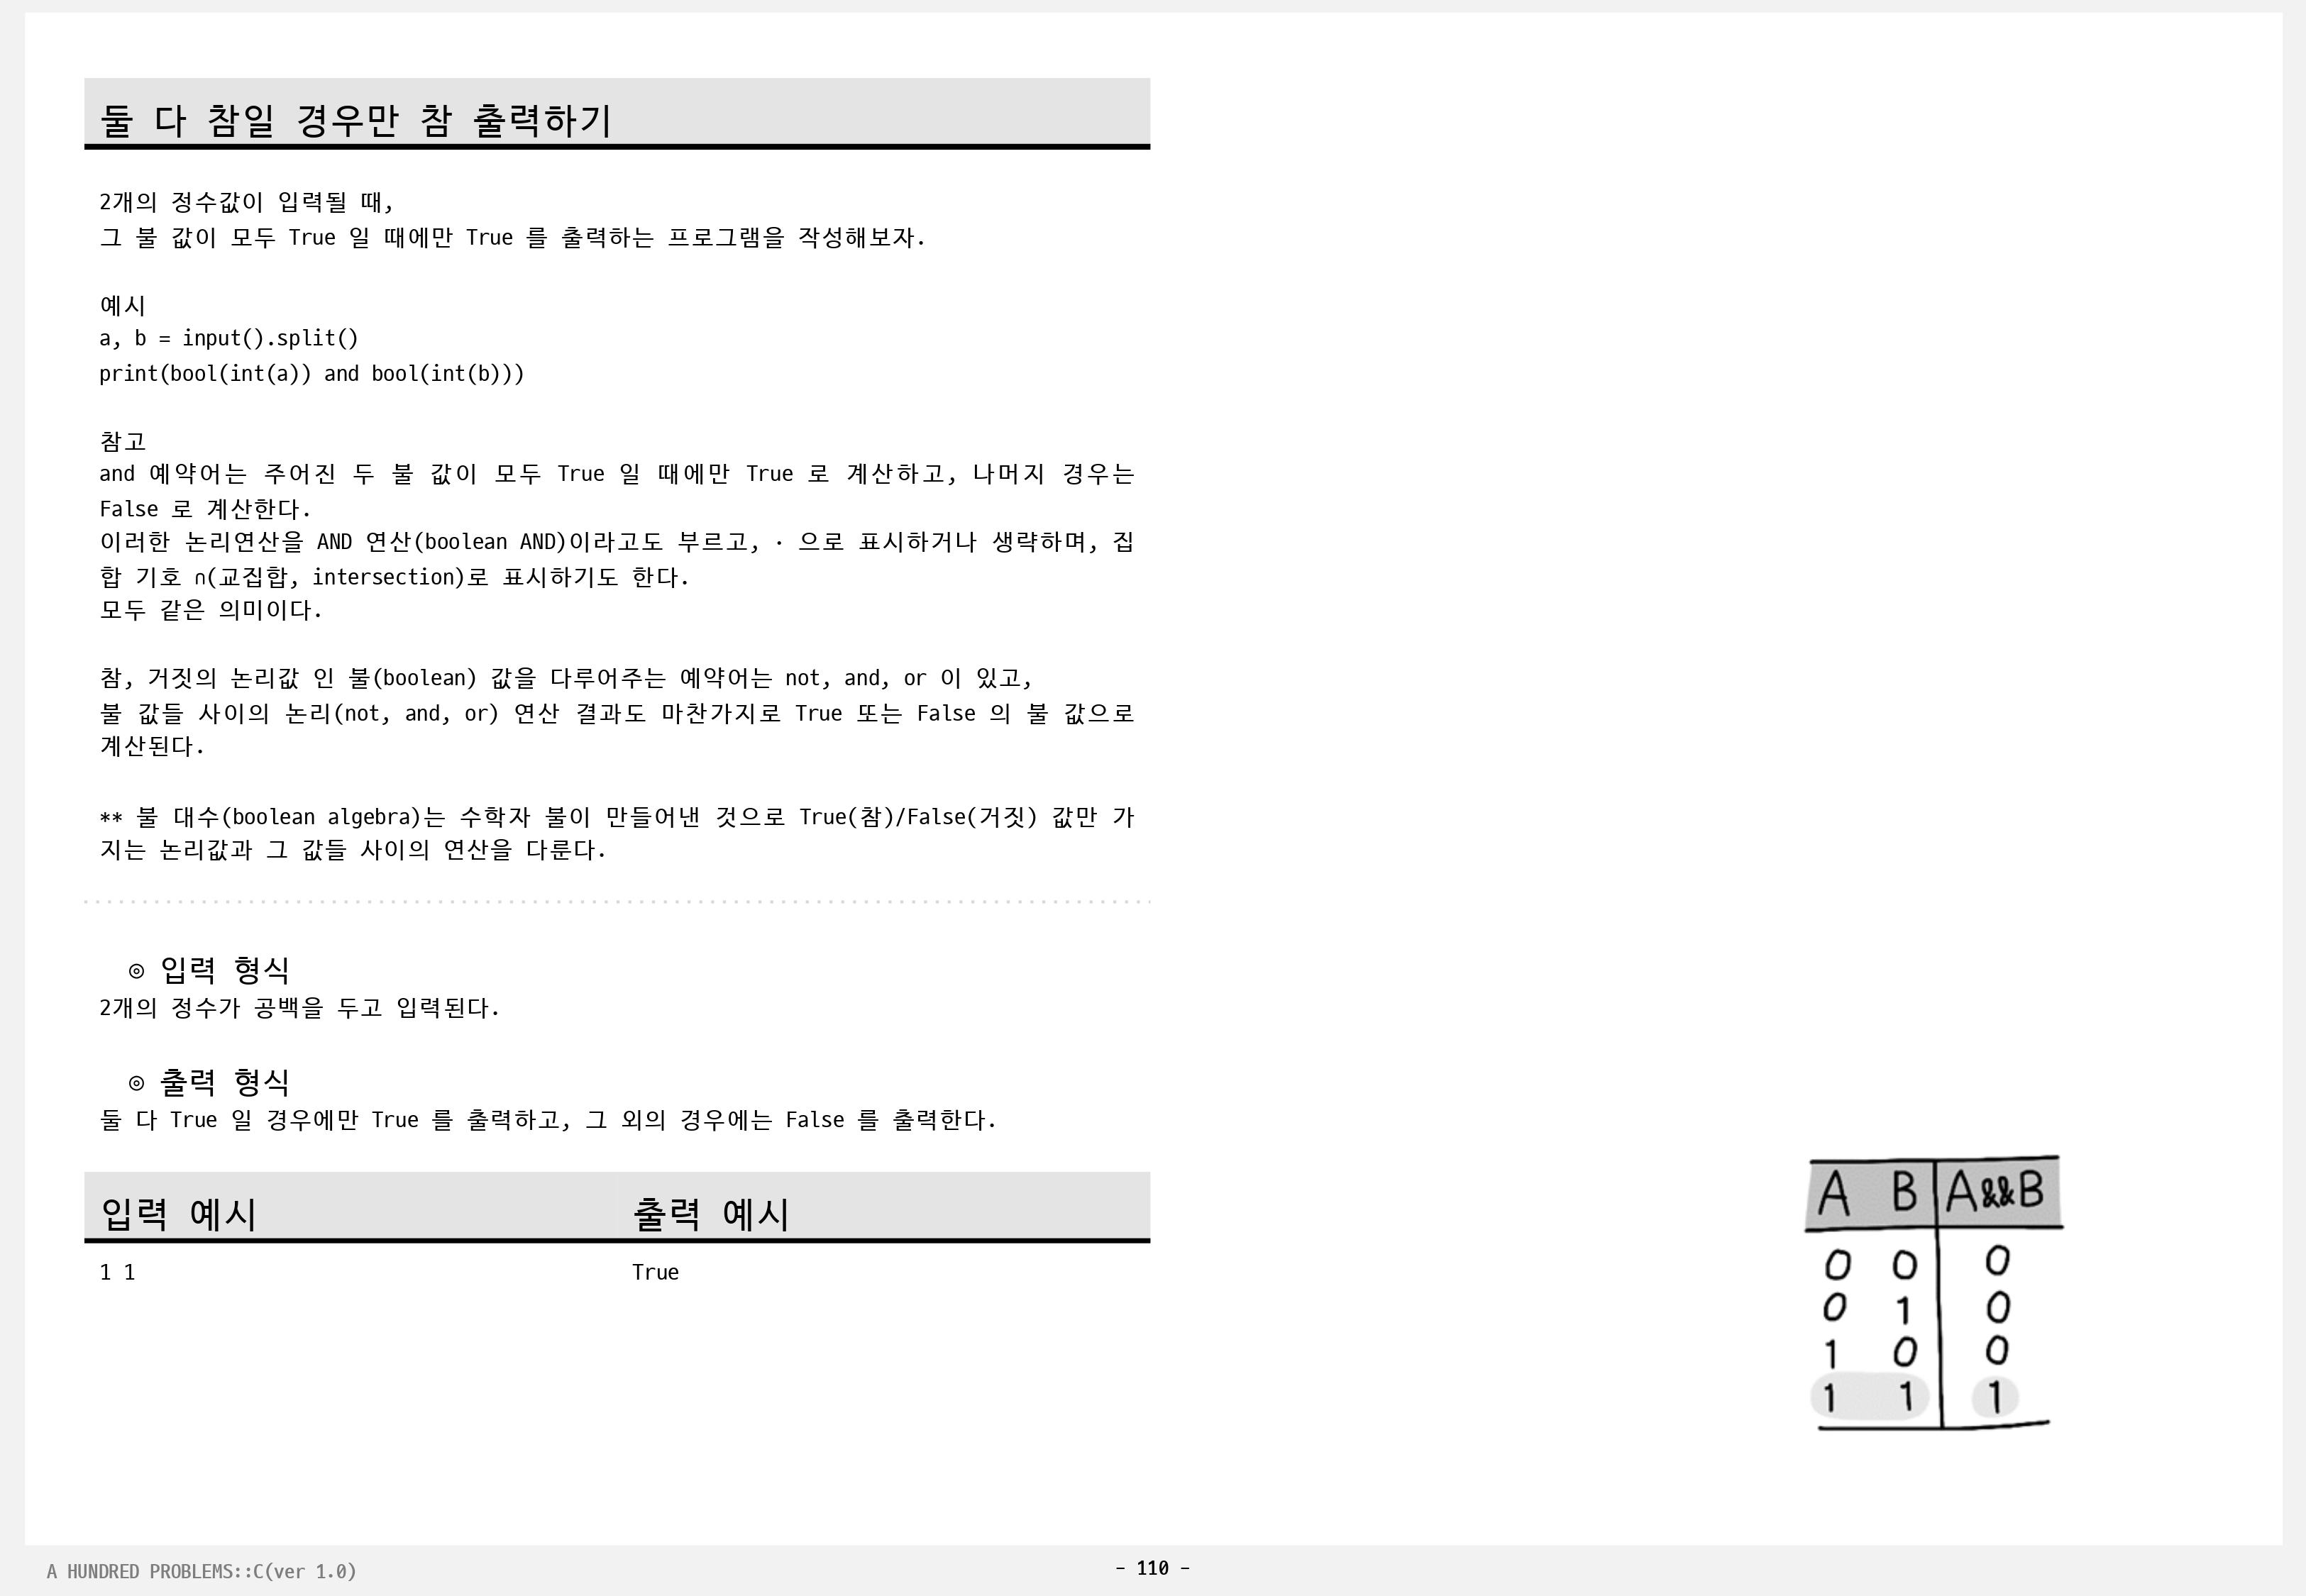 둘 다 참일 경우만 참 출력하기
2개의 정수값이 입력될 때,
그 불 값이 모두 True 일 때에만 True 를 출력하는 프로그램을 작성해보자.
예시
a, b = input().split()
print(bool(int(a)) and bool(int(b)))
참고
and 예약어는 주어진 두 불 값이 모두 True 일 때에만 True 로 계산하고, 나머지 경우는
False 로 계산한다.
이러한 논리연산을 AND 연산(boolean AND)이라고도 부르고, · 으로 표시하거나 생략하며, 집
합 기호 ∩(교집합, intersection)로 표시하기도 한다.
모두 같은 의미이다.
참, 거짓의 논리값 인 불(boolean) 값을 다루어주는 예약어는 not, and, or 이 있고,
불 값들 사이의 논리(not, and, or) 연산 결과도 마찬가지로 True 또는 False 의 불 값으로
계산된다.
** 불 대수(boolean algebra)는 수학자 불이 만들어낸 것으로 True(참)/False(거짓) 값만 가
지는 논리값과 그 값들 사이의 연산을 다룬다.
◎ 입력 형식
2개의 정수가 공백을 두고 입력된다.
◎ 출력 형식
둘 다 True 일 경우에만 True 를 출력하고, 그 외의 경우에는 False 를 출력한다.
입력 예시 출력 예시
1 1 True
A B A&&B
0 0 0
0 1 0
1 0 0
1 1 1
A HUNDRED PROBLEMS::C(ver 1.0)
- 110 -